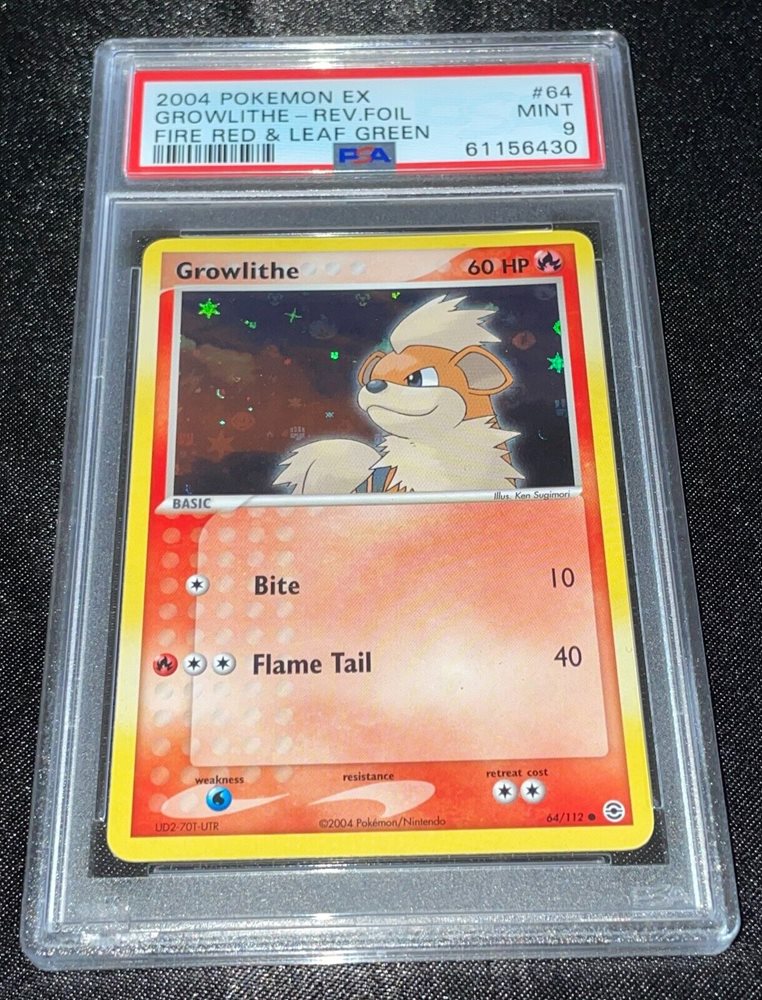 2004 POKEMON EX #64
GROWLITHE - REV.FOIL MINT
FIRE RED & LEAF GREEN 9
PSA 61156430
Growlithe 60 HP
BASIC
Illus. Ken Sugimori
Bite 10
Flame Tail 40
weakness resistance retreat cost
UD2-70T-UTR ©2004 Pokémon/Nintendo 64/112